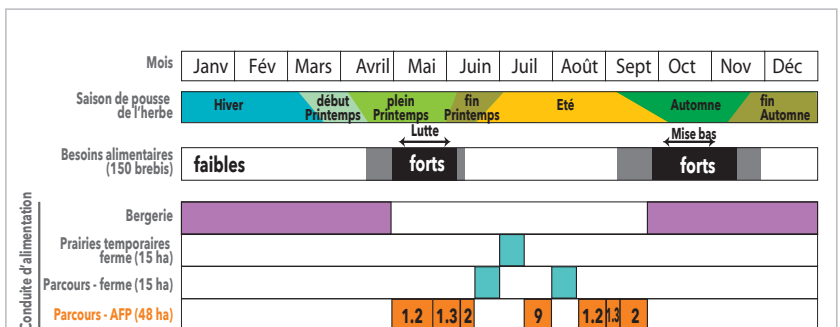 Mois Janv Fév Mars Avril Mai Juin Juil Août Sept Oct Nov Déc
Saison de pousse
de l'herbe
Hiver
début
Printemps
plein
Printemps
fin
Printemps
Eté
Automne
fin
Automne
Lutte
Mise bas
Besoins alimentaires
(150 brebis)
faibles forts forts
Conduite d'alimentation
Bergerie
Prairies temporaires
ferme (15 ha)
Parcours - ferme (15 ha)
Parcours - AFP (48 ha) 1.2 1.3 2 9 1.2 1.3 2